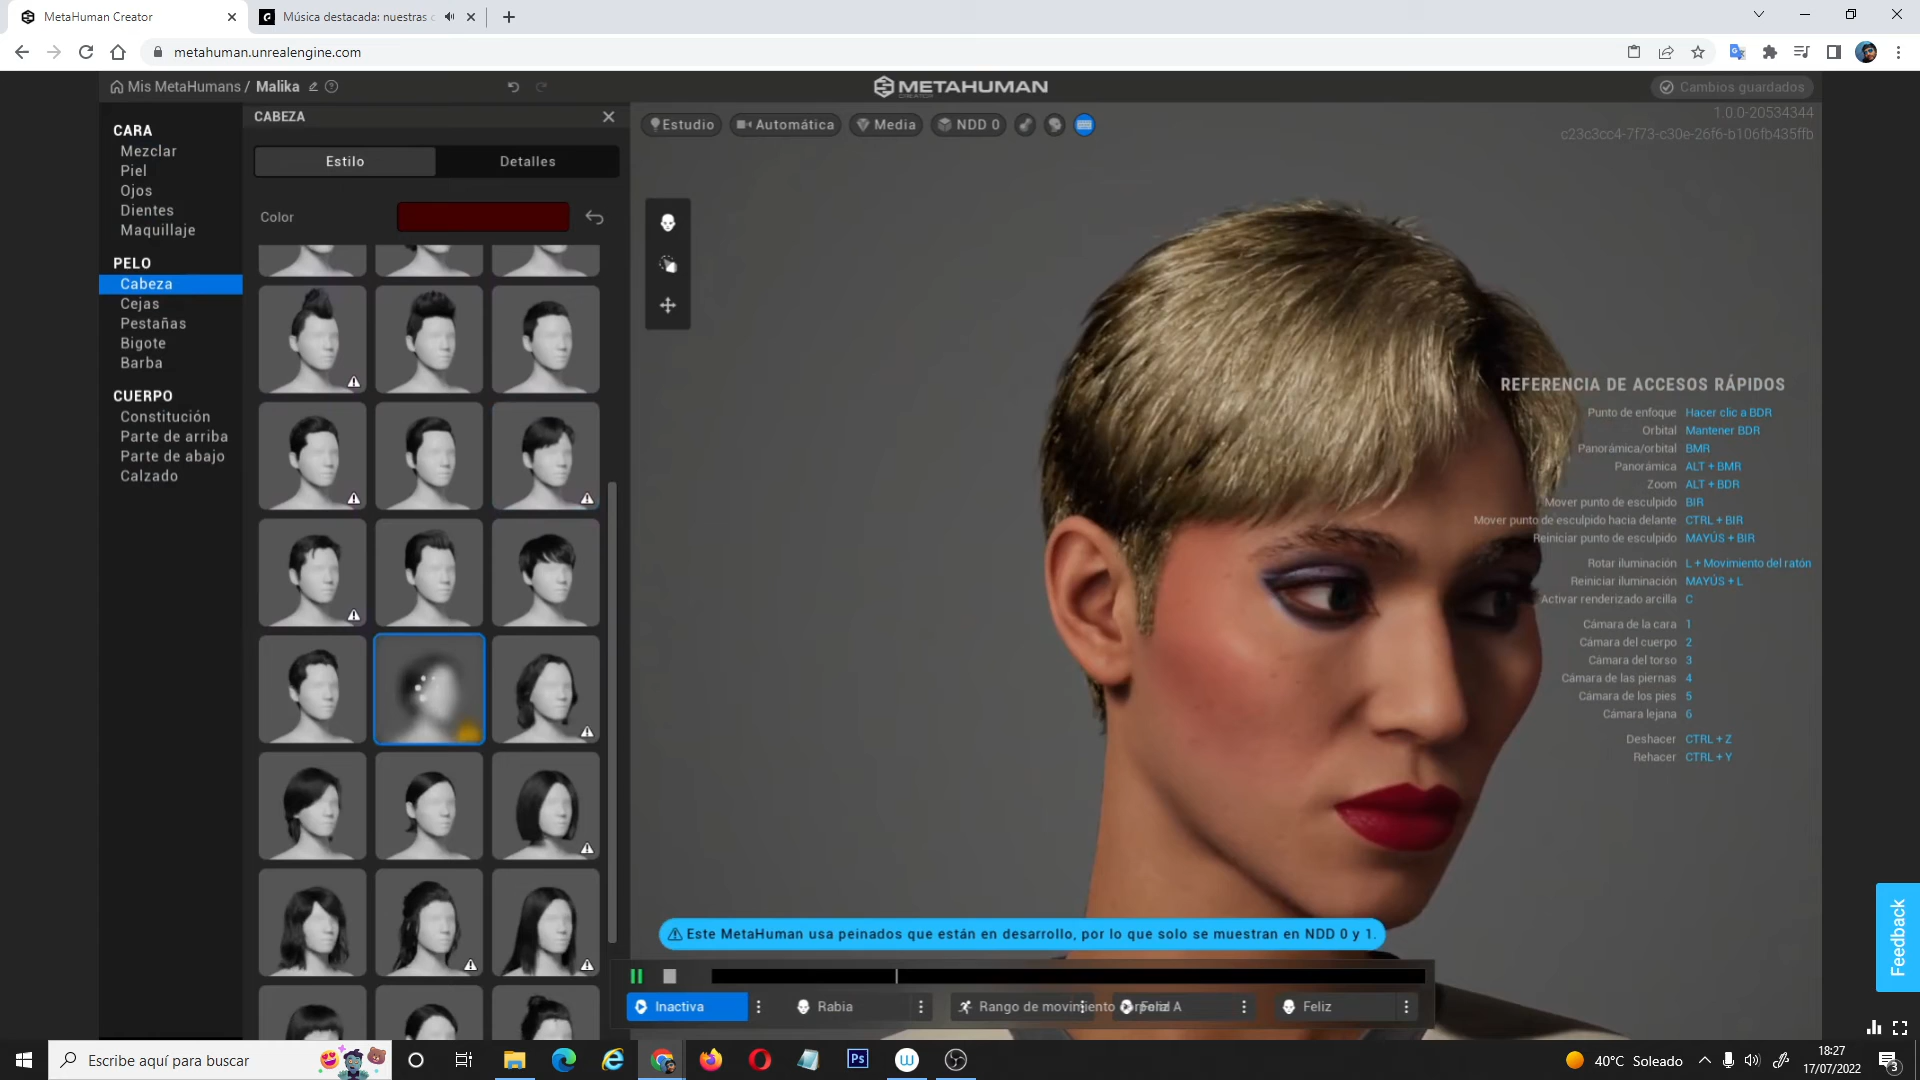 MetaHuman Creator
Música destacada: nuestras
metahuman.unrealengine.com
Mis MetaHumans / Malika
METAHUMAN
CREATOR
Cambios guardados
1.0.0-20534344
c23c3cc4-7f73-c30e-26f6-b106fb435ffb
CARA
Mezclar
Piel
Ojos
Dientes
Maquillaje
PELO
Cabeza
Cejas
Pestañas
Bigote
Barba
CUERPO
Constitución
Parte de arriba
Parte de abajo
Calzado
CABEZA
Estilo
Detalles
Color
Estudio
Automática
Media
NDD 0
REFERENCIA DE ACCESOS RÁPIDOS
Punto de enfoque Hacer clic a BDR
Orbital Mantener BDR
Panorámica/orbital BMR
Panorámica ALT + BMR
Zoom ALT + BDR
Mover punto de esculpido BIR
Mover punto de esculpido hacia delante CTRL + BIR
Reiniciar punto de esculpido MAYÚS + BIR
Rotar iluminación L + Movimiento del ratón
Reiniciar iluminación MAYÚS + L
Activar renderizado arcilla C
Cámara de la cara 1
Cámara del cuerpo 2
Cámara del torso 3
Cámara de las piernas 4
Cámara de los pies 5
Cámara lejana 6
Deshacer CTRL + Z
Rehacer CTRL + Y
Feedback
Este MetaHuman usa peinados que están en desarrollo, por lo que solo se muestran en NDD 0 y 1.
Inactiva
Rabia
Rango de movimiento
Feliz A
Feliz
Escribe aquí para buscar
Ps
W
40°C Soleado
18:27
17/07/2022
3